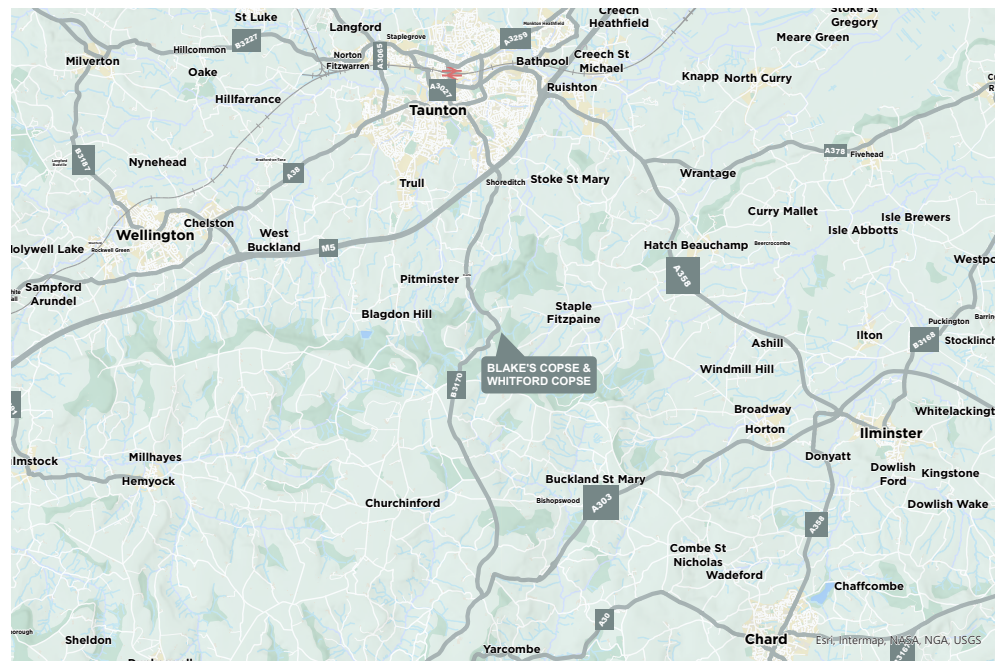 St Luke
Langford
Staplegrove
Monkton Heathfield
Creech
Heathfield
Stoke St
Gregory
Meare Green
B3227
A3259
Hillcommon
Norton
Fitzwarren
A3065
Milverton
Bathpool
Creech St
Michael
Oake
Knapp
North Curry
A3027
Ruishton
Hillfarrance
Taunton
B3187
Nynehead
A38
A378
Fivehead
Wrantage
Trull
Shoreditch
Stoke St Mary
Curry Mallet
Isle Brewers
Isle Abbotts
Chelston
Wellington
West
Buckland
M5
Hatch Beauchamp
Beercrocombe
Holywell Lake
Rockwell Green
A358
Pitminster
Sampford
Arundel
Staple
Fitzpaine
Blagdon Hill
Puckington
B3168
Ilton
Stocklinch
Ashill
BLAKE'S COPSE &
WHITFORD COPSE
B3170
Windmill Hill
Broadway
Horton
Whitelackingt
Ilminster
Donyatt
Millhayes
lmstock
Hemyock
Dowlish
Ford
Kingstone
Buckland St Mary
Bishopswood
A303
Churchinford
Dowlish Wake
A358
Combe St
Nicholas
Wadeford
Chaffcombe
A30
Sheldon
Chard
Esri, Intermap, NASA, NGA, USGS
Yarcombe